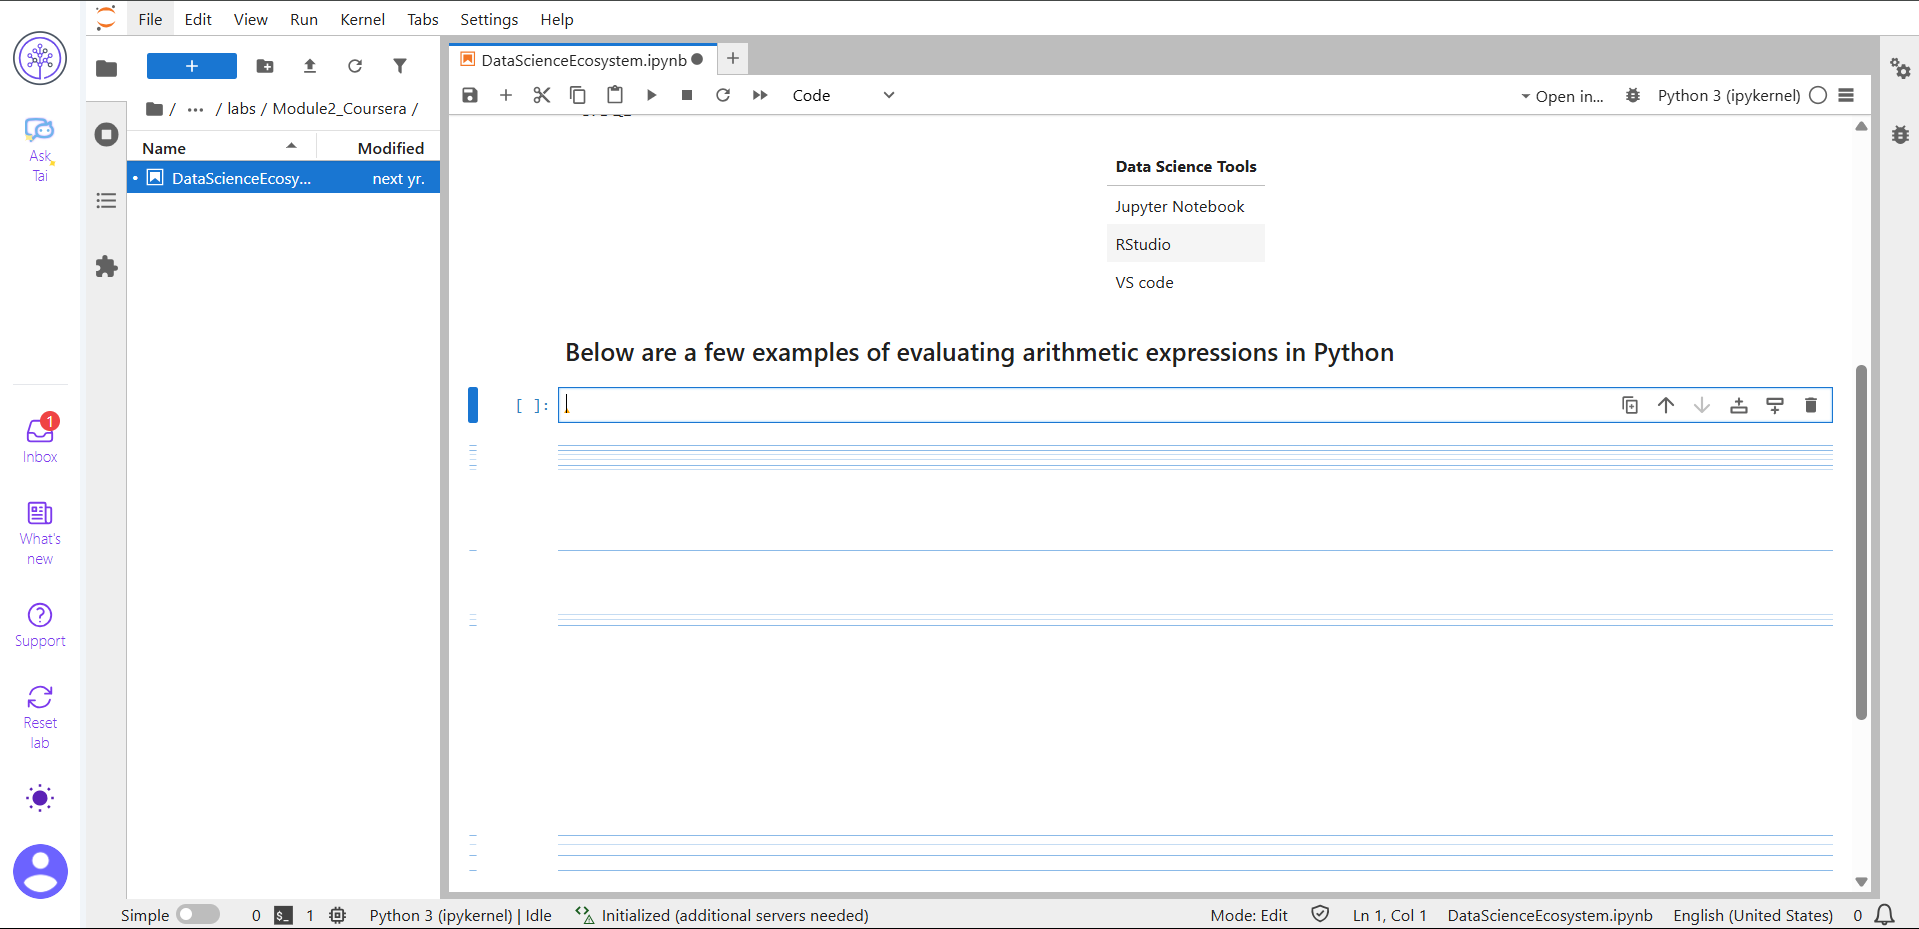 File Edit View Run Kernel Tabs Settings Help
Ask
Tai
Inbox
1
What's
new
Support
Reset
lab
/ ··· / labs / Module2_Coursera /
Name Modified
DataScienceEcosy... next yr.
DataScienceEcosystem.ipynb
Code
Open in... Python 3 (ipykernel)
Data Science Tools
Jupyter Notebook
RStudio
VS code
Below are a few examples of evaluating arithmetic expressions in Python
[ ]:
Simple 0 1 Python 3 (ipykernel) | Idle Initialized (additional servers needed) Mode: Edit Ln 1, Col 1 DataScienceEcosystem.ipynb English (United States) 0